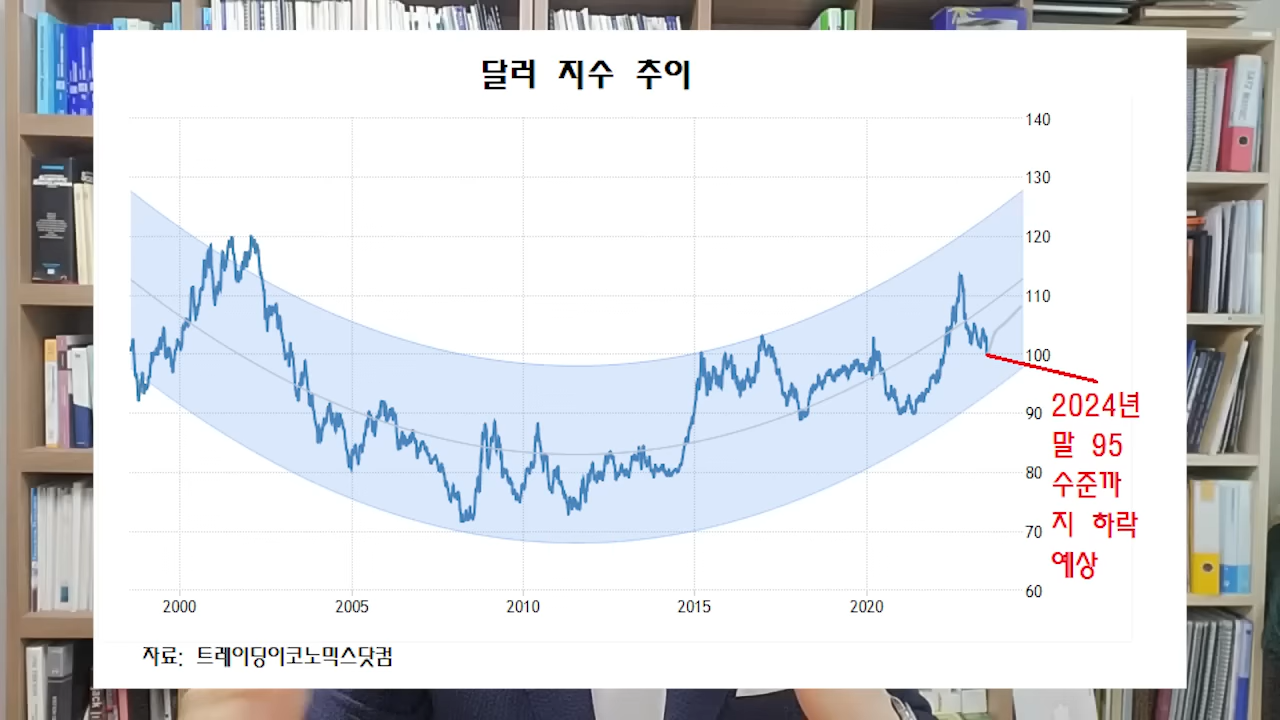 달러 지수 추이
140
130
120
110
100
90
80
70
60
2024년
말 95
수준까
지 하락
예상
2000 2005 2010 2015 2020
자료: 트레이딩이코노믹스닷컴